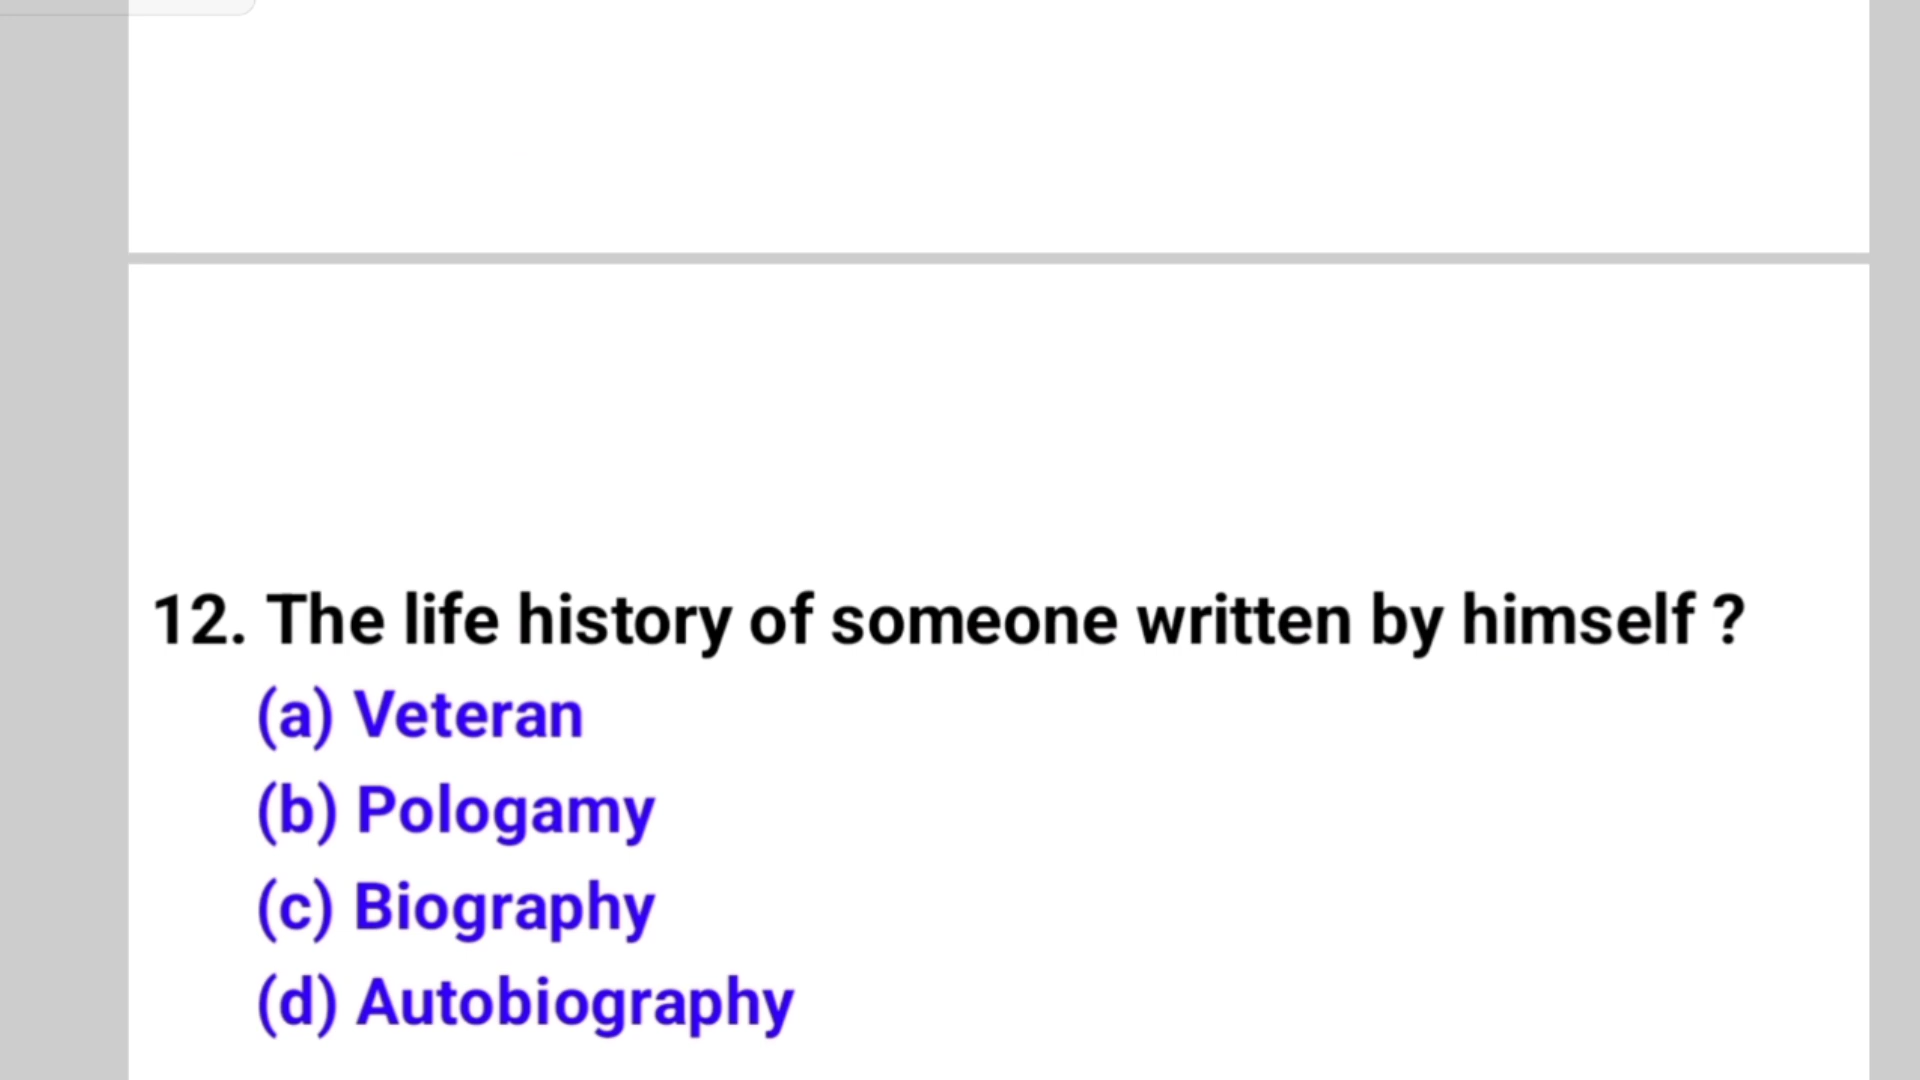 12. The life history of someone written by himself ?
(a) Veteran
(b) Pologamy
(c) Biography
(d) Autobiography